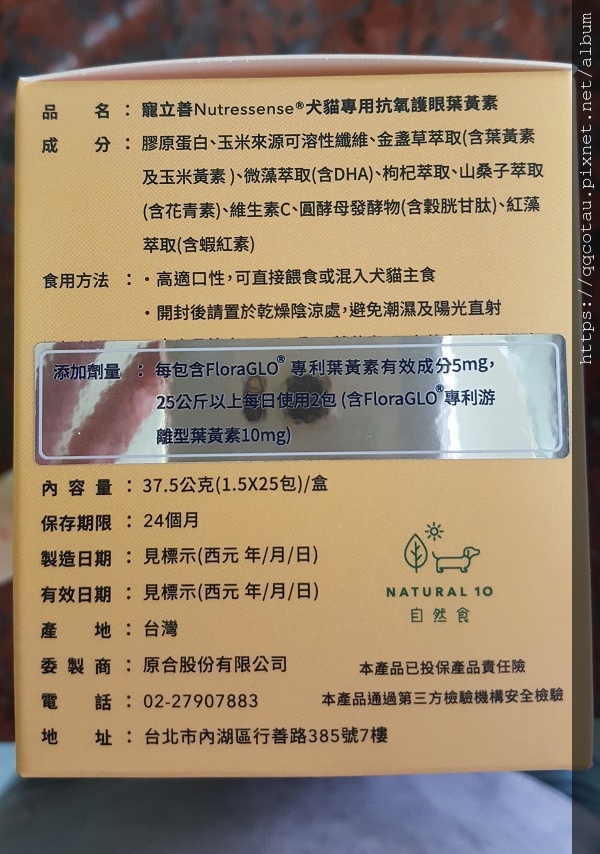 品 名：寵立善Nutressense®犬貓專用抗氧護眼葉黃素
成 分：膠原蛋白、玉米來源可溶性纖維、金盞草萃取(含葉黃素
及玉米黃素)、微藻萃取(含DHA)、枸杞萃取、山桑子萃取
(含花青素)、維生素C、圓酵母發酵物(含穀胱甘肽)、紅藻
萃取(含蝦紅素)
食用方法：・高適口性，可直接餵食或混入犬貓主食
・開封後請置於乾燥陰涼處，避免潮濕及陽光直射
添加劑量：每包含FloraGLO®專利葉黃素有效成分5mg，
25公斤以上每日使用2包(含FloraGLO®專利游
離型葉黃素10mg)
內容量：37.5公克(1.5X25包)/盒
保存期限：24個月
製造日期：見標示(西元 年/月/日)
有效日期：見標示(西元 年/月/日)
產 地：台灣
委製商：原合股份有限公司
電 話：02-27907883
地 址：台北市內湖區行善路385號7樓
NATURAL 10
自然食
本產品已投保產品責任險
本產品通過第三方檢驗機構安全檢驗
https://qqcotau.pixnet.net/album